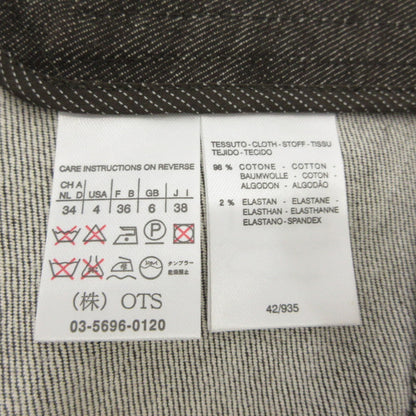 CARE INSTRUCTIONS ON REVERSE
CH A
NL D USA F B GB J I
34 4 36 6 38
P
タンブラー
乾燥禁止
(株) OTS
03-5696-0120
TESSUTO - CLOTH - STOFF - TISSU
TEJIDO - TECIDO
98 % COTONE - COTTON -
BAUMWOLLE - COTON -
ALGODON - ALGODÃO
2 % ELASTAN - ELASTANE -
ELASTHAN - ELASTHANNE
ELASTANO - SPANDEX
42/935